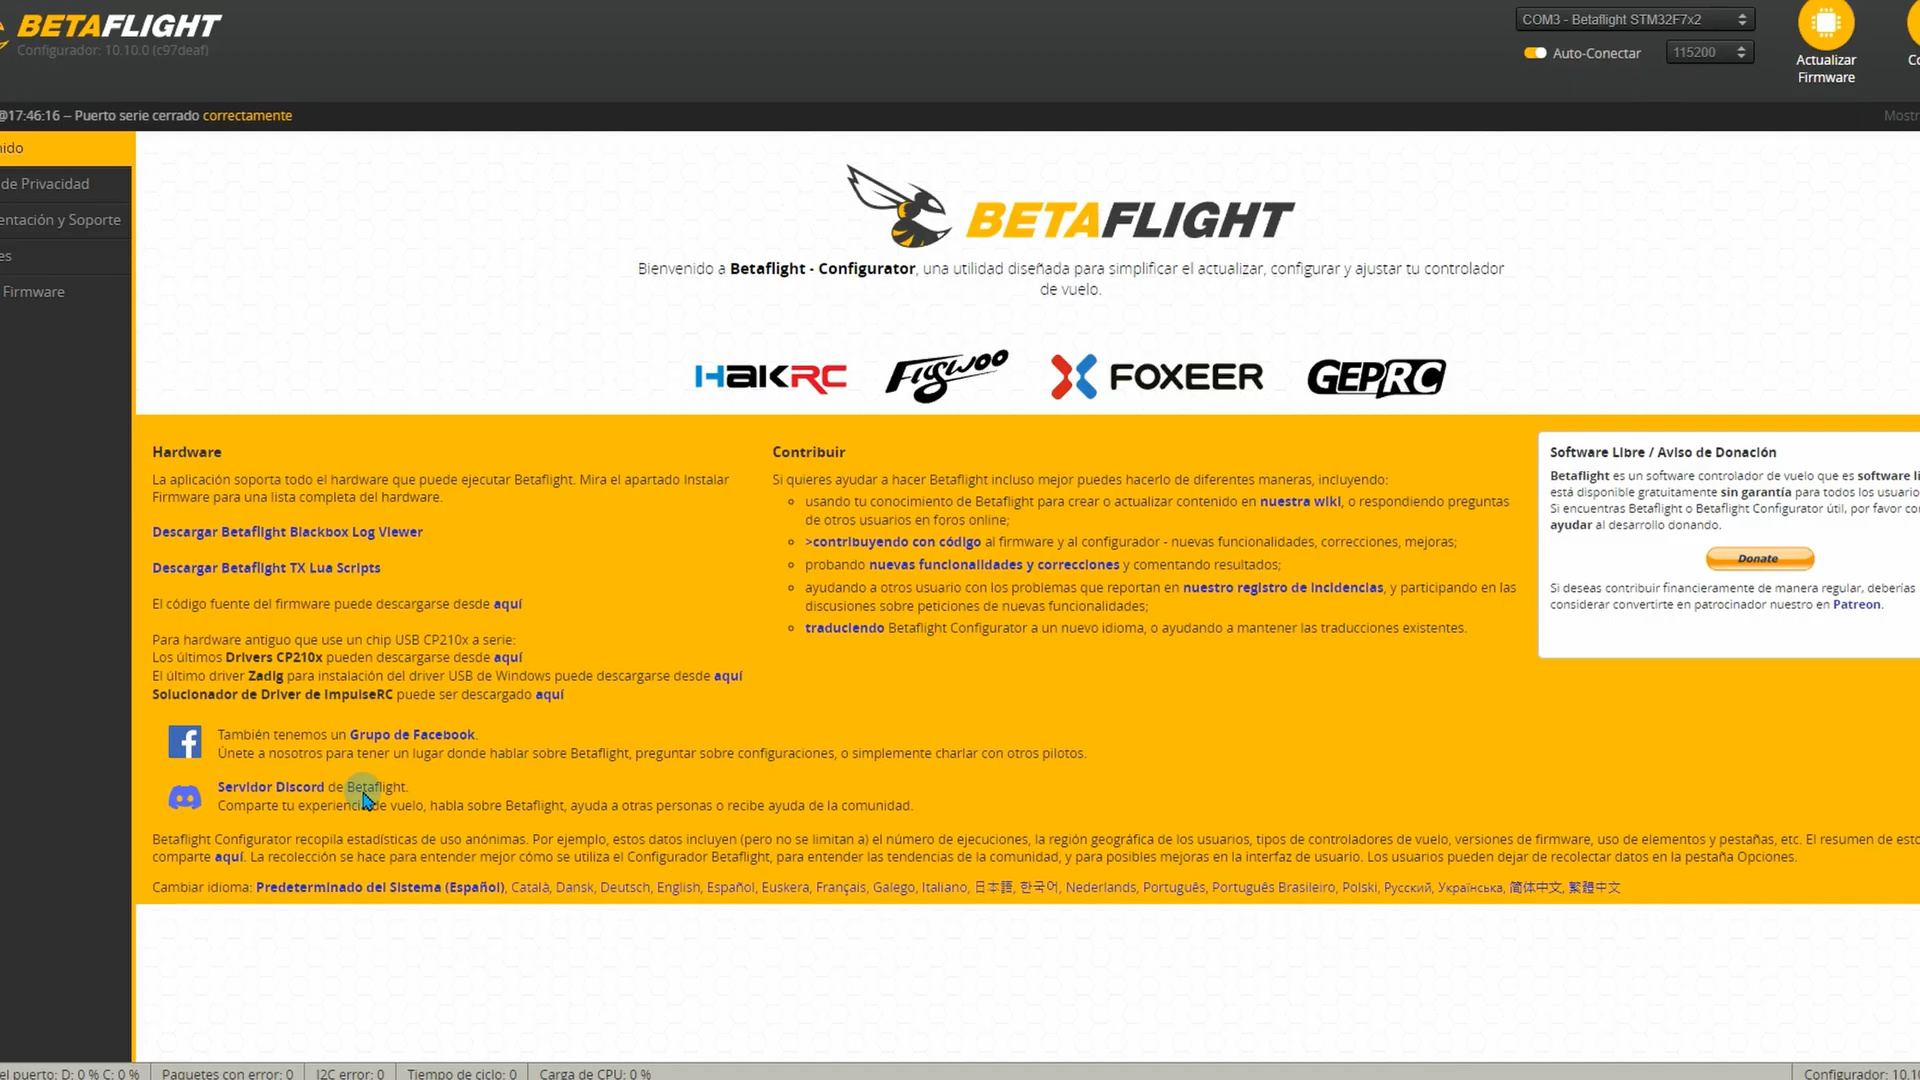 BETAFLIGHT
Configurador: 10.10.0 (c97deaf)
COM3 - Betaflight STM32F7x2
Auto-Conectar
115200
Actualizar
Firmware
Co
@17:46:16 -- Puerto serie cerrado correctamente
Mostr
nido
de Privacidad
entación y Soporte
es
Firmware
BETAFLIGHT
Bienvenido a Betaflight - Configurator, una utilidad diseñada para simplificar el actualizar, configurar y ajustar tu controlador
de vuelo.
HAKRC
Flywoo
FOXEER
GEPRC
Hardware
La aplicación soporta todo el hardware que puede ejecutar Betaflight. Mira el apartado Instalar
Firmware para una lista completa del hardware.
Descargar Betaflight Blackbox Log Viewer
Descargar Betaflight TX Lua Scripts
El código fuente del firmware puede descargarse desde aquí
Para hardware antiguo que use un chip USB CP210x a serie:
Los últimos Drivers CP210x pueden descargarse desde aquí
El último driver Zadig para instalación del driver USB de Windows puede descargarse desde aquí
Solucionador de Driver de ImpulseRC puede ser descargado aquí
Contribuir
Si quieres ayudar a hacer Betaflight incluso mejor puedes hacerlo de diferentes maneras, incluyendo:
usando tu conocimiento de Betaflight para crear o actualizar contenido en nuestra wiki, o respondiendo preguntas
de otros usuarios en foros online;
>contribuyendo con código al firmware y al configurador - nuevas funcionalidades, correcciones, mejoras;
probando nuevas funcionalidades y correcciones y comentando resultados;
ayudando a otros usuario con los problemas que reportan en nuestro registro de incidencias, y participando en las
discusiones sobre peticiones de nuevas funcionalidades;
traduciendo Betaflight Configurator a un nuevo idioma, o ayudando a mantener las traducciones existentes.
Software Libre / Aviso de Donación
Betaflight es un software controlador de vuelo que es software li
está disponible gratuitamente sin garantía para todos los usuario
Si encuentras Betaflight o Betaflight Configurator útil, por favor co
ayudar al desarrollo donando.
Donate
Si deseas contribuir financieramente de manera regular, deberías
considerar convertirte en patrocinador nuestro en Patreon.
También tenemos un Grupo de Facebook.
Únete a nosotros para tener un lugar donde hablar sobre Betaflight, preguntar sobre configuraciones, o simplemente charlar con otros pilotos.
Servidor Discord de Betaflight.
Comparte tu experiencia de vuelo, habla sobre Betaflight, ayuda a otras personas o recibe ayuda de la comunidad.
Betaflight Configurator recopila estadísticas de uso anónimas. Por ejemplo, estos datos incluyen (pero no se limitan a) el número de ejecuciones, la región geográfica de los usuarios, tipos de controladores de vuelo, versiones de firmware, uso de elementos y pestañas, etc. El resumen de esto
comparte aquí. La recolección se hace para entender mejor cómo se utiliza el Configurador Betaflight, para entender las tendencias de la comunidad, y para posibles mejoras en la interfaz de usuario. Los usuarios pueden dejar de recolectar datos en la pestaña Opciones.
Cambiar idioma: Predeterminado del Sistema (Español), Català, Dansk, Deutsch, English, Español, Euskera, Français, Galego, Italiano, 日本語, 한국어, Nederlands, Português, Português Brasileiro, Polski, Русский, Українська, 简体中文, 繁體中文
el puerto: D: 0 % C: 0 %
Paquetes con error: 0
I2C error: 0
Tiempo de ciclo: 0
Carga de CPU: 0 %
Configurador: 10.10